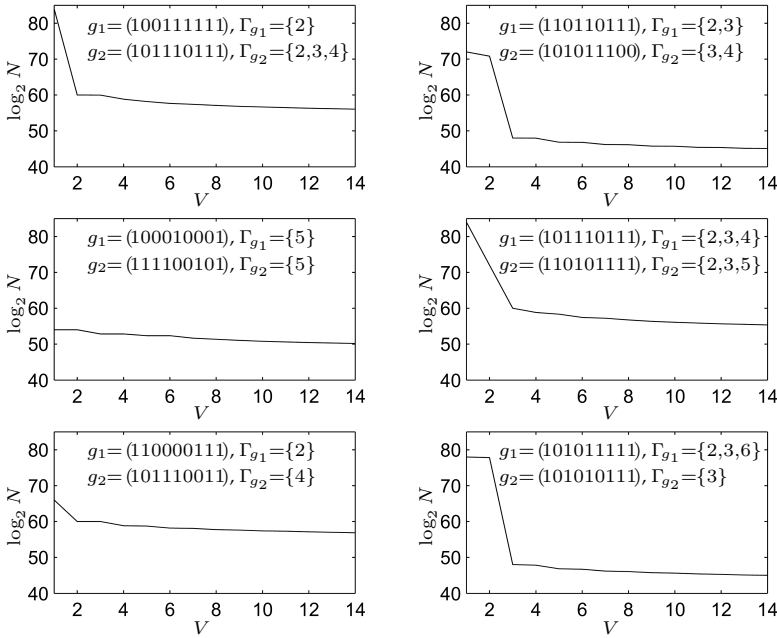 g₁=(100111111), Γg₁={2}
g₂=(101110111), Γg₂={2,3,4}
log₂ N
80
70
60
50
40
2 4 6 8 10 12 14
V
g₁=(110110111), Γg₁={2,3}
g₂=(101011100), Γg₂={3,4}
log₂ N
80
70
60
50
40
2 4 6 8 10 12 14
V
g₁=(100010001), Γg₁={5}
g₂=(111100101), Γg₂={5}
log₂ N
80
70
60
50
40
2 4 6 8 10 12 14
V
g₁=(101110111), Γg₁={2,3,4}
g₂=(110101111), Γg₂={2,3,5}
log₂ N
80
70
60
50
40
2 4 6 8 10 12 14
V
g₁=(110000111), Γg₁={2}
g₂=(101110011), Γg₂={4}
log₂ N
80
70
60
50
40
2 4 6 8 10 12 14
V
g₁=(101011111), Γg₁={2,3,6}
g₂=(101010111), Γg₂={3}
log₂ N
80
70
60
50
40
2 4 6 8 10 12 14
V